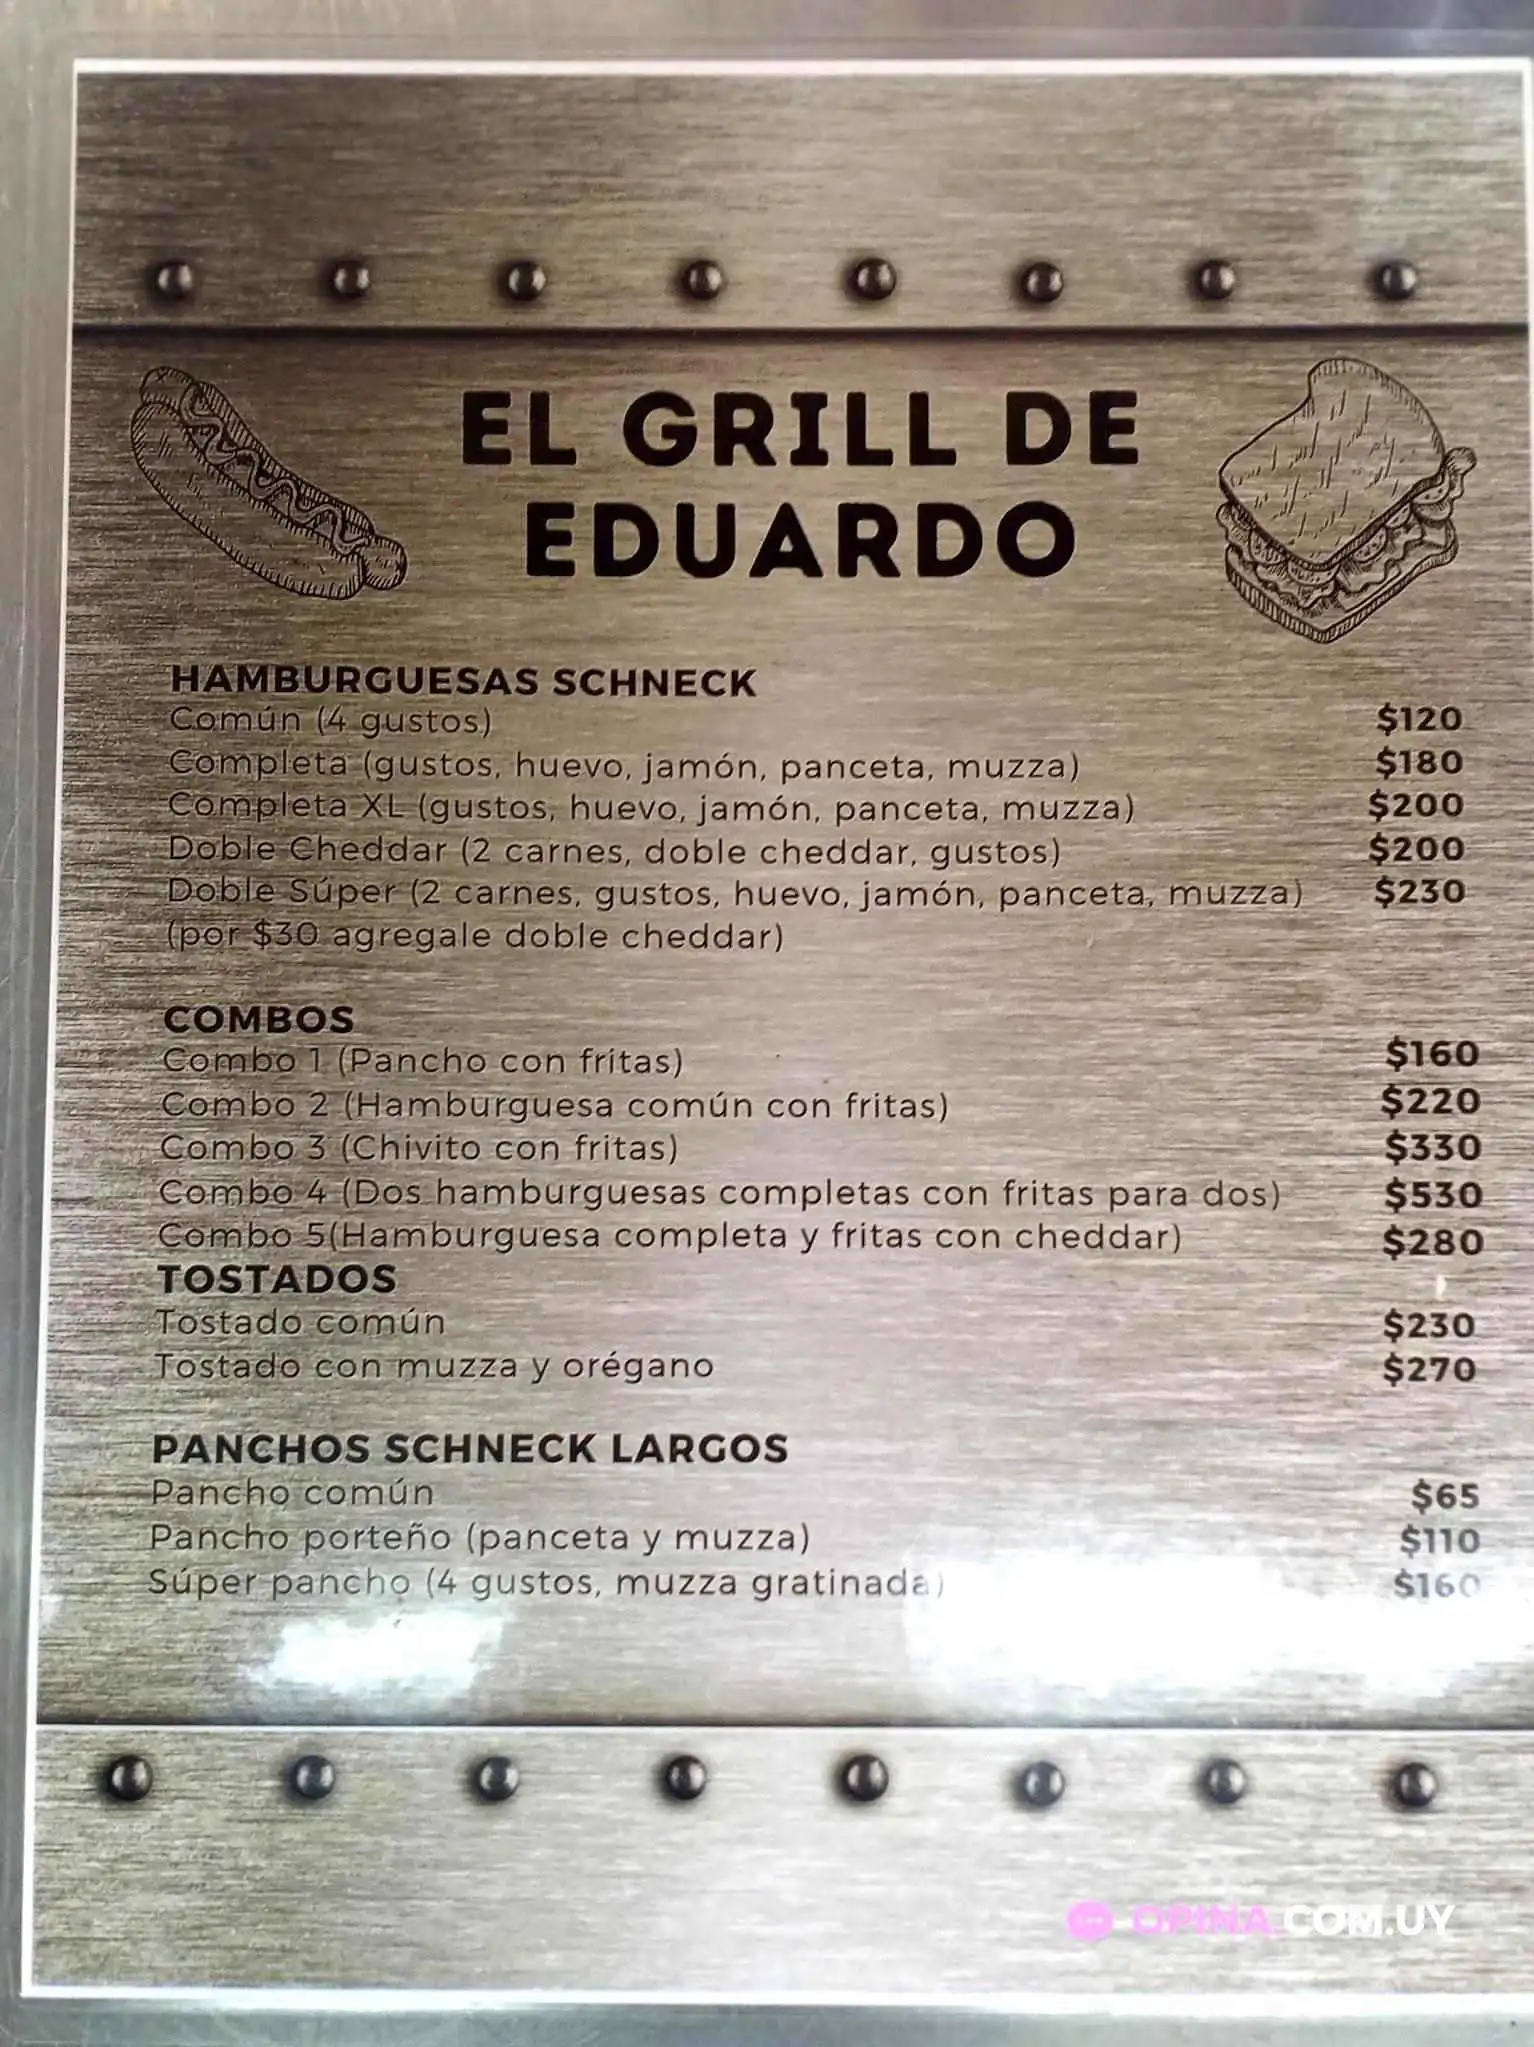 EL GRILL DE
EDUARDO
HAMBURGUESAS SCHNECK
Común (4 gustos) $120
Completa (gustos, huevo, jamón, panceta, muzza) $180
Completa XL (gustos, huevo, jamón, panceta, muzza) $200
Doble Cheddar (2 carnes, doble cheddar, gustos) $200
Doble Súper (2 carnes, gustos, huevo, jamón, panceta, muzza) $230
(por $30 agregale doble cheddar)
COMBOS
Combo 1 (Pancho con fritas) $160
Combo 2 (Hamburguesa común con fritas) $220
Combo 3 (Chivito con fritas) $330
Combo 4 (Dos hamburguesas completas con fritas para dos) $530
Combo 5(Hamburguesa completa y fritas con cheddar) $280
TOSTADOS
Tostado común $230
Tostado con muzza y orégano $270
PANCHOS SCHNECK LARGOS
Pancho común $65
Pancho porteño (panceta y muzza) $110
Súper pancho (4 gustos, muzza gratinada) $160
OPINA.COM.UY